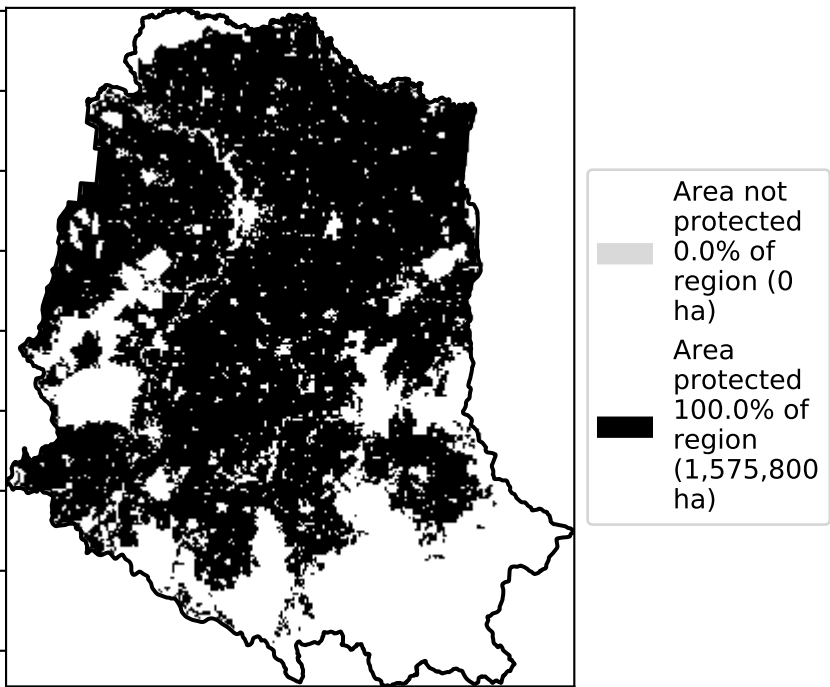 Area not
protected
0.0% of
region (0
ha)
Area
protected
100.0% of
region
(1,575,800
ha)